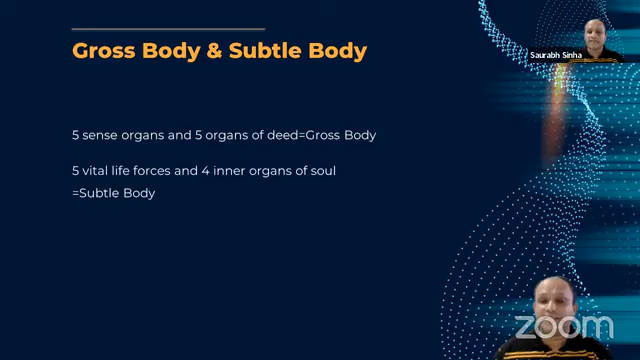 Gross Body & Subtle Body
Saurabh Sinha
5 sense organs and 5 organs of deed=Gross Body
5 vital life forces and 4 inner organs of soul
=Subtle Body
zoom